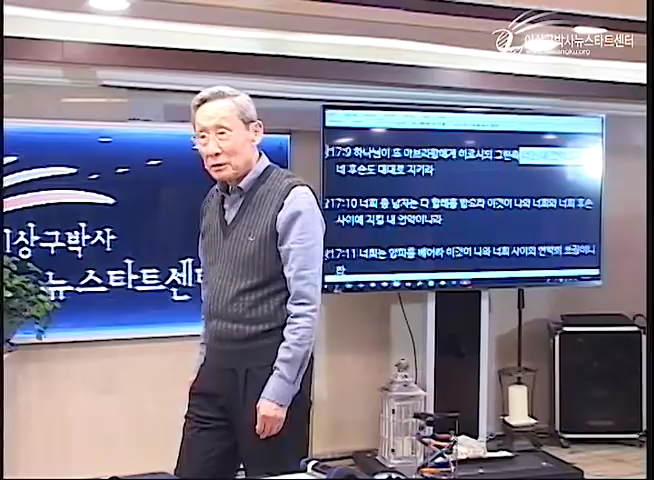 이상구박사뉴스타트센터
이상구박사
뉴스타트센
17:9 하나님이 또 아브라함에게 이르시되 그런즉
네 후손도 대대로 지키라
17:10 너희 중 남자는 다 할례를 받으라 이것이 나와 너희와 너희 후손
사이에 지킬 내 언약이니라
17:11 너희는 양피를 베어라 이것이 나와 너희 사이의 언약의 표징이니
라